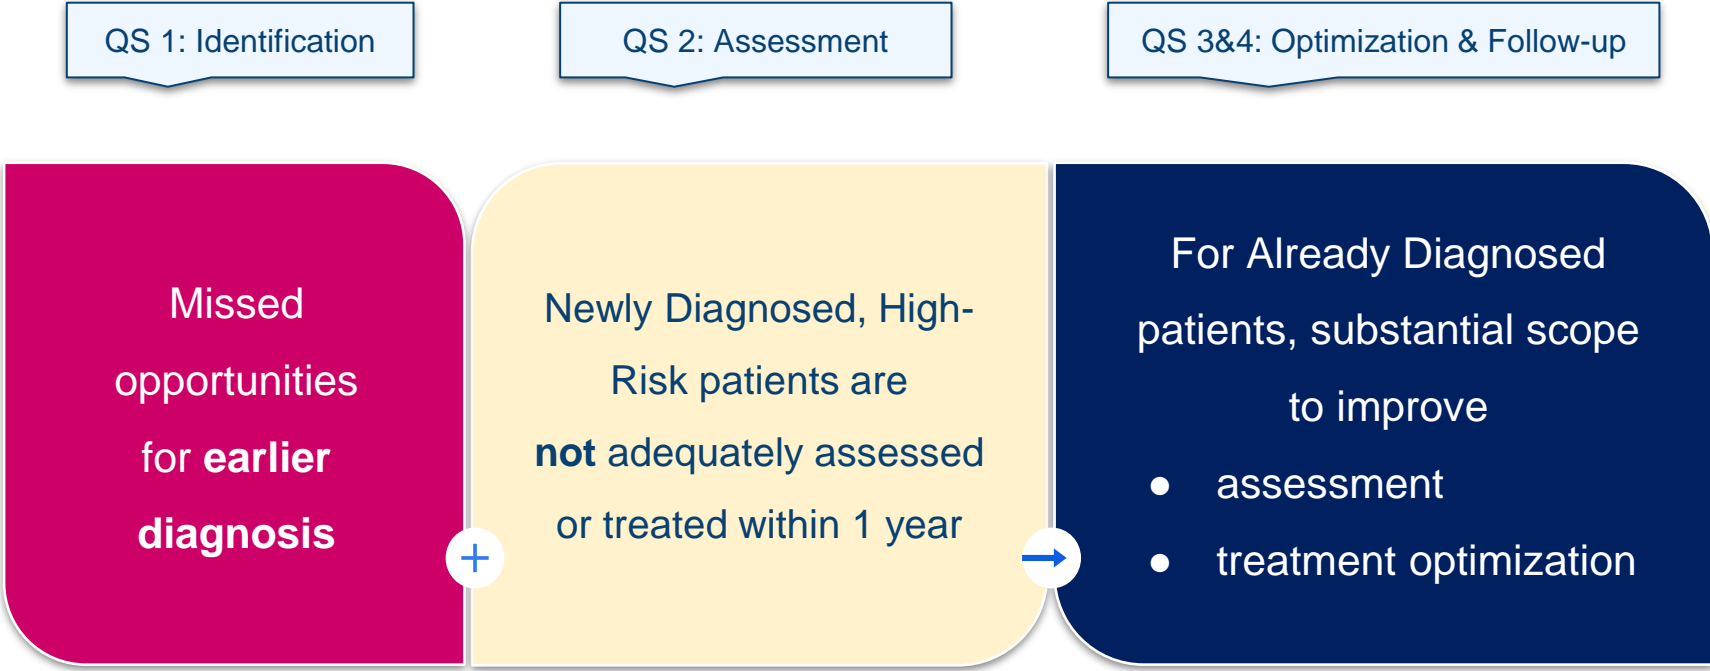 QS 1: Identification
QS 2: Assessment
QS 3&4: Optimization & Follow-up
Missed
opportunities
for earlier
diagnosis
+
Newly Diagnosed, High-
Risk patients are
not adequately assessed
or treated within 1 year
→
For Already Diagnosed
patients, substantial scope
to improve
● assessment
● treatment optimization